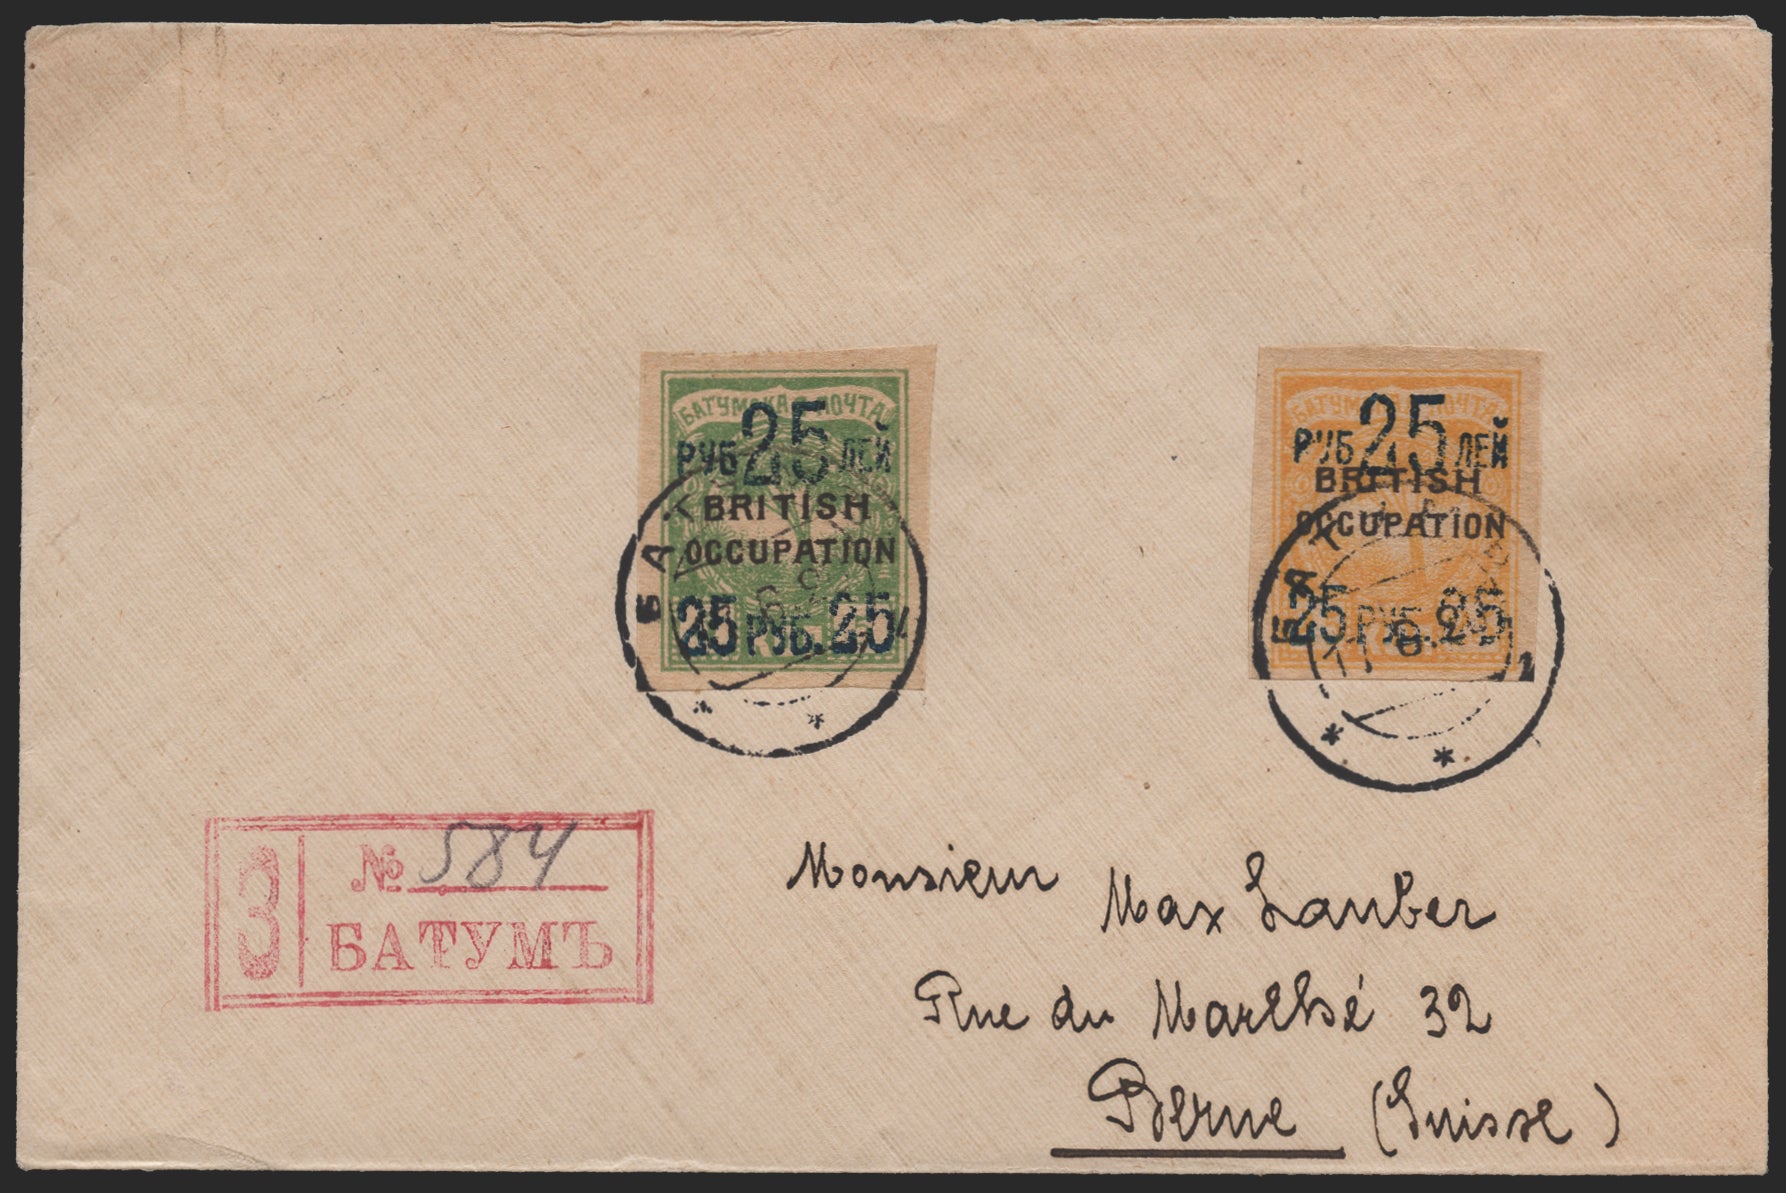 БАТУМСКАЯ ПОЧТА
25
РУБ ЛЕЙ
BRITISH
OCCUPATION
25 РУБ. 25
БАТУМСКАЯ ПОЧТА
25
РУБ ЛЕЙ
BRITISH
OCCUPATION
25 РУБ. 25
З
№ 584
БАТУМЪ
Monsieur Max Lauber
Rue du Marché 32
Berne (Suisse)